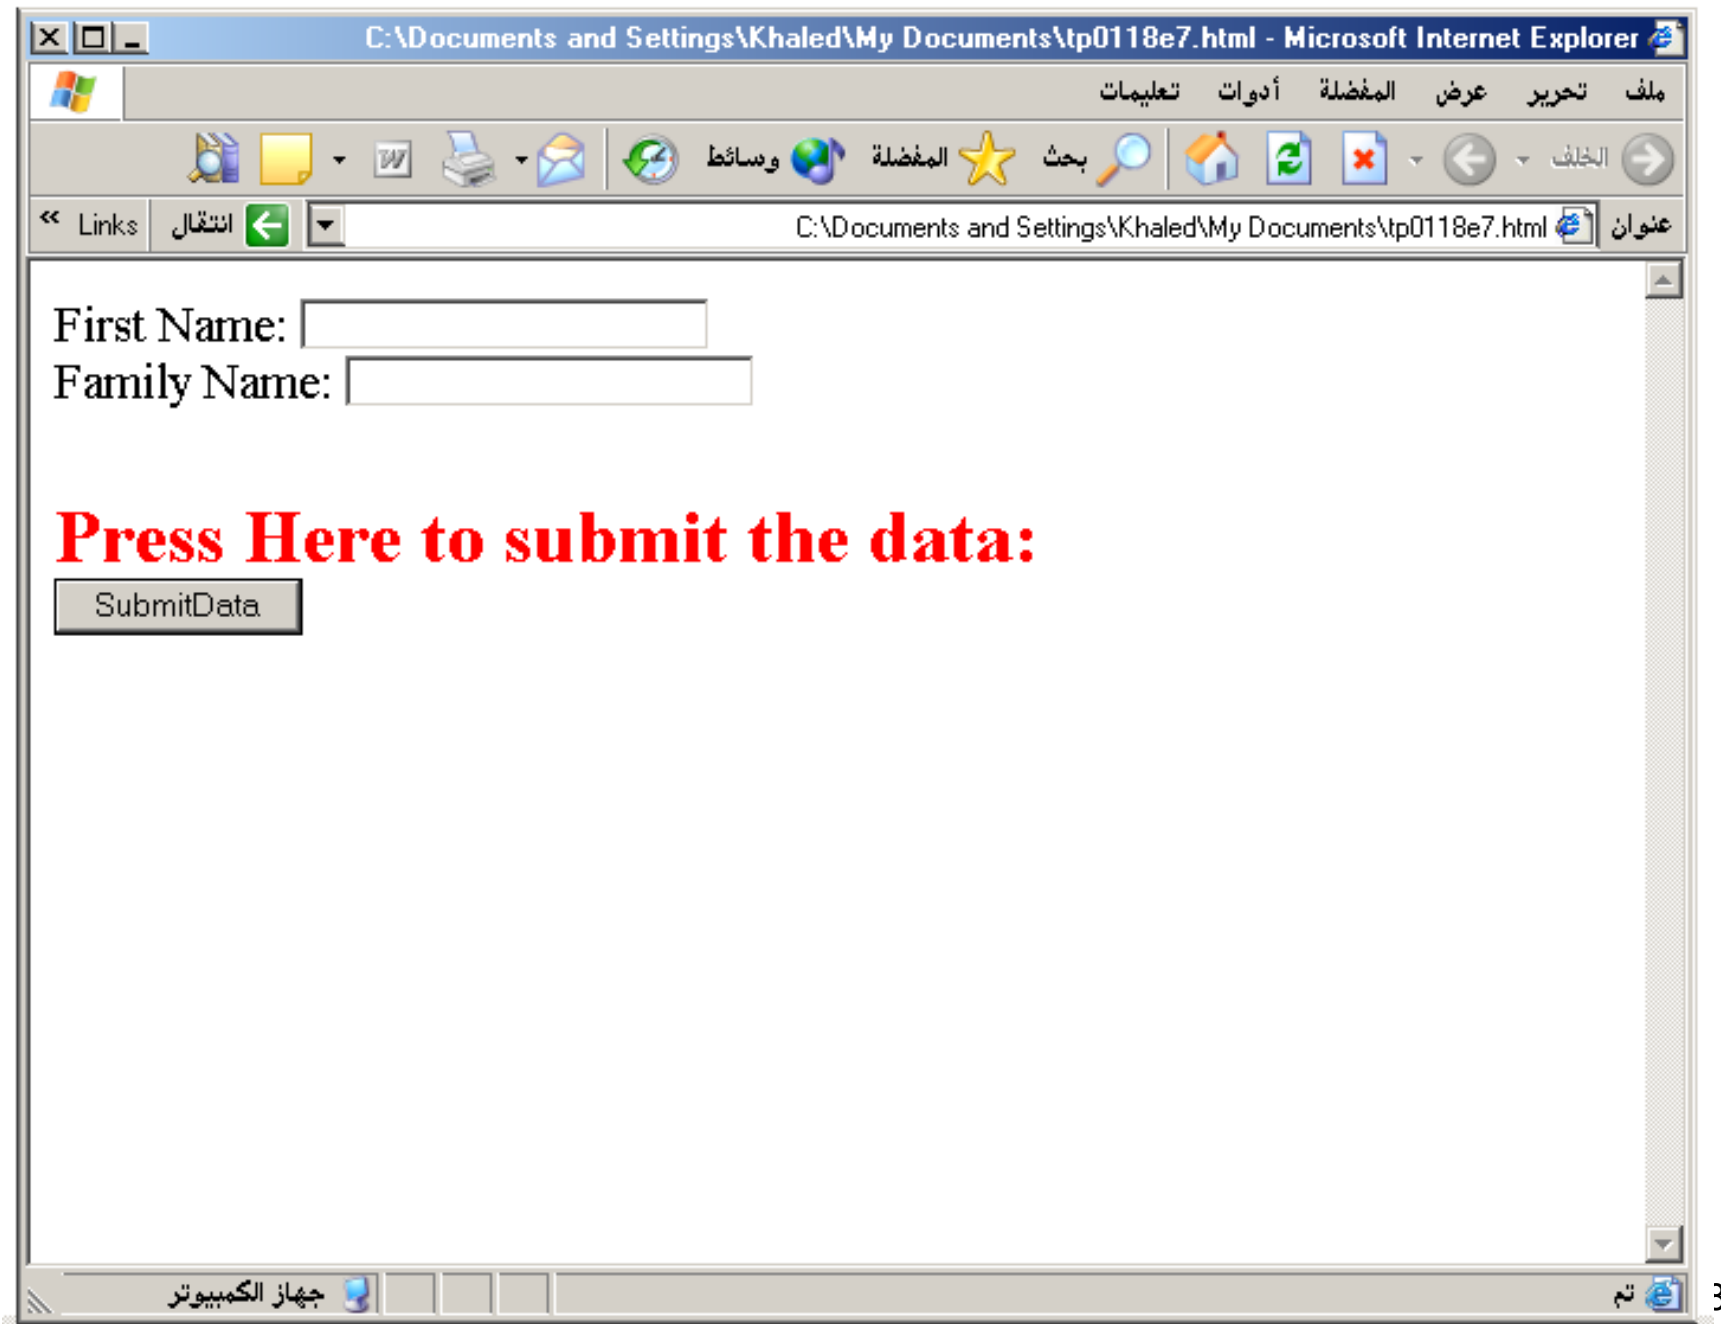 C:\Documents and Settings\Khaled\My Documents\tp0118e7.html - Microsoft Internet Explorer
ملف تحرير عرض المفضلة أدوات تعليمات
الخلف بحث المفضلة وسائط
عنوان C:\Documents and Settings\Khaled\My Documents\tp0118e7.html انتقال Links
First Name:
Family Name:
Press Here to submit the data:
SubmitData
تم جهاز الكمبيوتر